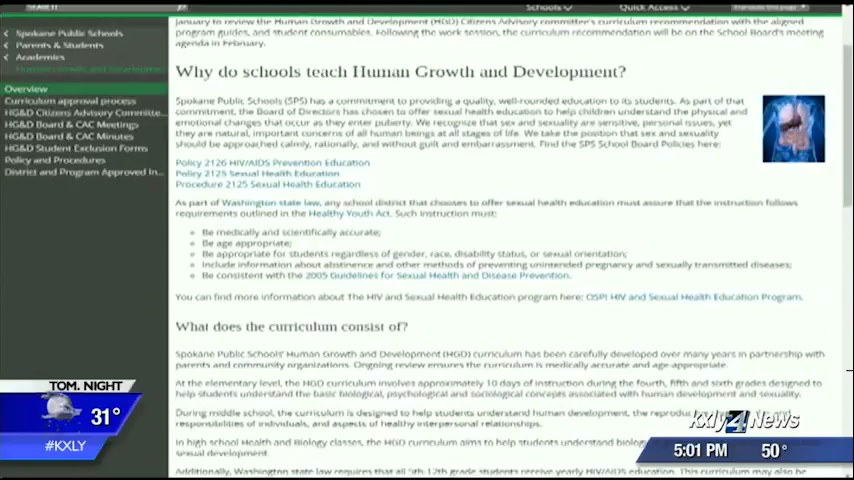 SEARCH
Schools
Quick Access
Translate this page
Spokane Public Schools
Parents & Students
Academics
Human Growth and Developme...
Overview
Curriculum approval process
HG&D Citizens Advisory Committe...
HG&D Board & CAC Meetings
HG&D Board & CAC Minutes
HG&D Student Exclusion Forms
Policy and Procedures
District and Program Approved In...
January to review the Human Growth and Development (HGD) Citizens Advisory committee's curriculum recommendation with the aligned
program guides, and student consumables. Following the work session, the curriculum recommendation will be on the School Board's meeting
agenda in February.
Why do schools teach Human Growth and Development?
Spokane Public Schools (SPS) has a commitment to providing a quality, well-rounded education to its students. As part of that
commitment, the Board of Directors has chosen to offer sexual health education to help children understand the physical and
emotional changes that occur as they enter puberty. We recognize that sex and sexuality are sensitive, personal issues, yet
they are natural, important concerns of all human beings at all stages of life. We take the position that sex and sexuality
should be approached calmly, rationally, and without guilt and embarrassment. Find the SPS School Board Policies here:
Policy 2126 HIV/AIDS Prevention Education
Policy 2125 Sexual Health Education
Procedure 2125 Sexual Health Education
As part of Washington state law, any school district that chooses to offer sexual health education must assure that the instruction follows
requirements outlined in the Healthy Youth Act. Such instruction must:
Be medically and scientifically accurate;
Be age appropriate;
Be appropriate for students regardless of gender, race, disability status, or sexual orientation;
Include information about abstinence and other methods of preventing unintended pregnancy and sexually transmitted diseases;
Be consistent with the 2005 Guidelines for Sexual Health and Disease Prevention.
You can find more information about The HIV and Sexual Health Education program here: OSPI HIV and Sexual Health Education Program.
What does the curriculum consist of?
Spokane Public Schools' Human Growth and Development (HGD) curriculum has been carefully developed over many years in partnership with
parents and community organizations. Ongoing review ensures the curriculum is medically accurate and age-appropriate.
At the elementary level, the HGD curriculum involves approximately 10 days of instruction during the fourth, fifth and sixth grades designed to
help students understand the basic biological, psychological and sociological concepts associated with human development and sexuality.
During middle school, the curriculum is designed to help students understand human development, the reprodu
responsibilities of individuals, and aspects of healthy interpersonal relationships.
In high school Health and Biology classes, the HGD curriculum aims to help students understand
sexual development.
Additionally, Washington state law requires that all 5th-12th grade students receive yearly HIV/AIDS education. This curriculum may also be
TOM. NIGHT
31°
#KXLY
kxly 4 News
5:01 PM 50°